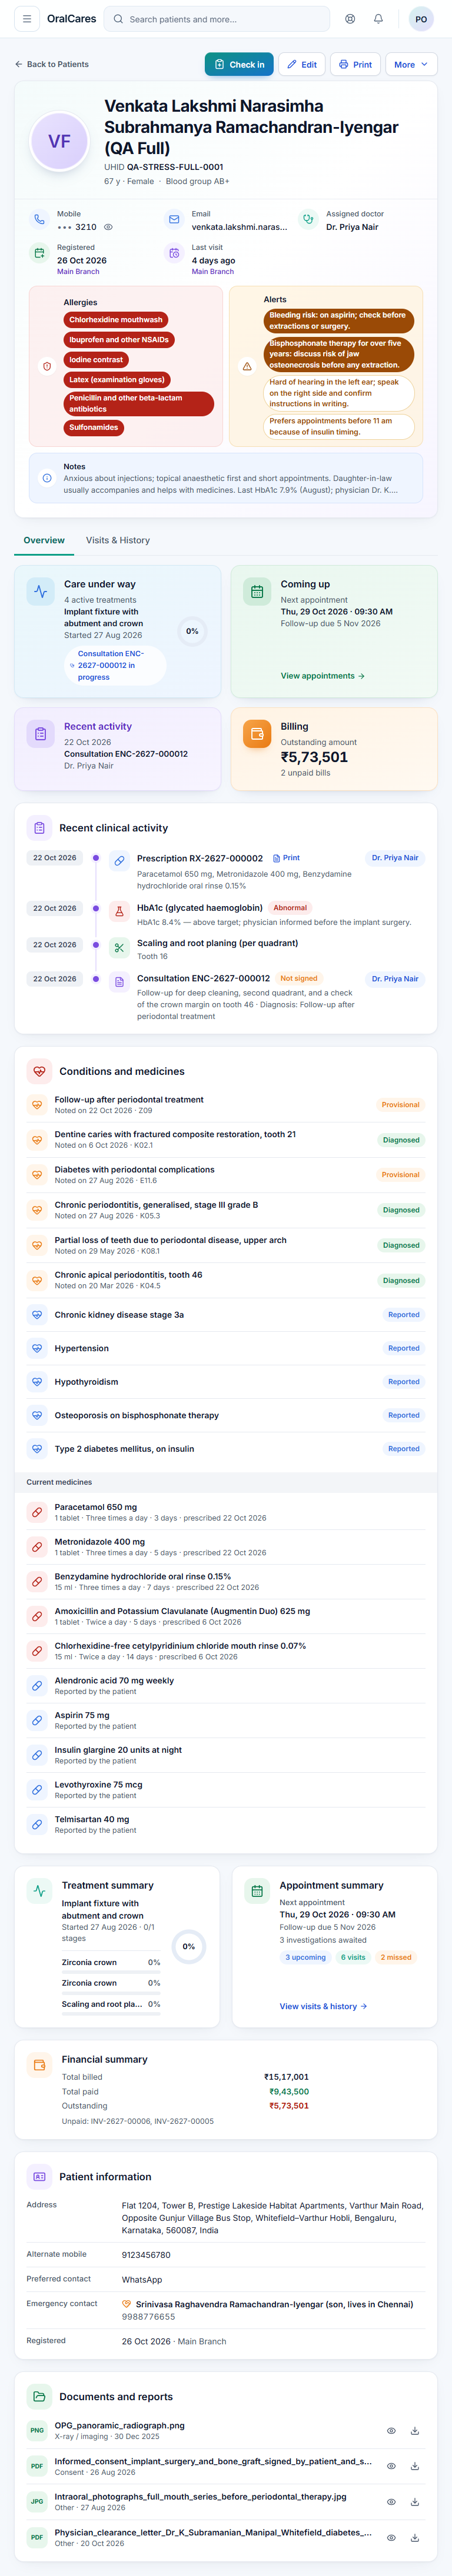 OralCares
Search patients and more...
PO
Back to Patients
Check in
Edit
Print
More
VF
Venkata Lakshmi Narasimha
Subrahmanya Ramachandran-Iyengar
(QA Full)
UHID QA-STRESS-FULL-0001
67 y · Female · Blood group AB+
Mobile
••• 3210
Email
venkata.lakshmi.naras...
Assigned doctor
Dr. Priya Nair
Registered
26 Oct 2026
Main Branch
Last visit
4 days ago
Main Branch
Allergies
Chlorhexidine mouthwash
Ibuprofen and other NSAIDs
Iodine contrast
Latex (examination gloves)
Penicillin and other beta-lactam
antibiotics
Sulfonamides
Alerts
Bleeding risk: on aspirin; check before
extractions or surgery.
Bisphosphonate therapy for over five
years: discuss risk of jaw
osteonecrosis before any extraction.
Hard of hearing in the left ear; speak
on the right side and confirm
instructions in writing.
Prefers appointments before 11 am
because of insulin timing.
Notes
Anxious about injections; topical anaesthetic first and short appointments. Daughter-in-law
usually accompanies and helps with medicines. Last HbA1c 7.9% (August); physician Dr. K....
Overview
Visits & History
Care under way
4 active treatments
Implant fixture with
abutment and crown
Started 27 Aug 2026
Consultation ENC-
2627-000012 in
progress
0%
Coming up
Next appointment
Thu, 29 Oct 2026 · 09:30 AM
Follow-up due 5 Nov 2026
View appointments →
Recent activity
22 Oct 2026
Consultation ENC-2627-000012
Dr. Priya Nair
Billing
Outstanding amount
₹5,73,501
2 unpaid bills
Recent clinical activity
22 Oct 2026
Prescription RX-2627-000002
Print
Dr. Priya Nair
Paracetamol 650 mg, Metronidazole 400 mg, Benzydamine
hydrochloride oral rinse 0.15%
22 Oct 2026
HbA1c (glycated haemoglobin)
Abnormal
HbA1c 8.4% — above target; physician informed before the implant surgery.
22 Oct 2026
Scaling and root planing (per quadrant)
Tooth 16
22 Oct 2026
Consultation ENC-2627-000012
Not signed
Dr. Priya Nair
Follow-up for deep cleaning, second quadrant, and a check
of the crown margin on tooth 46 · Diagnosis: Follow-up after
periodontal treatment
Conditions and medicines
Follow-up after periodontal treatment
Noted on 22 Oct 2026 · Z09
Provisional
Dentine caries with fractured composite restoration, tooth 21
Noted on 6 Oct 2026 · K02.1
Diagnosed
Diabetes with periodontal complications
Noted on 27 Aug 2026 · E11.6
Provisional
Chronic periodontitis, generalised, stage III grade B
Noted on 27 Aug 2026 · K05.3
Diagnosed
Partial loss of teeth due to periodontal disease, upper arch
Noted on 29 May 2026 · K08.1
Diagnosed
Chronic apical periodontitis, tooth 46
Noted on 20 Mar 2026 · K04.5
Diagnosed
Chronic kidney disease stage 3a
Reported
Hypertension
Reported
Hypothyroidism
Reported
Osteoporosis on bisphosphonate therapy
Reported
Type 2 diabetes mellitus, on insulin
Reported
Current medicines
Paracetamol 650 mg
1 tablet · Three times a day · 3 days · prescribed 22 Oct 2026
Metronidazole 400 mg
1 tablet · Three times a day · 5 days · prescribed 22 Oct 2026
Benzydamine hydrochloride oral rinse 0.15%
15 ml · Three times a day · 7 days · prescribed 22 Oct 2026
Amoxicillin and Potassium Clavulanate (Augmentin Duo) 625 mg
1 tablet · Twice a day · 5 days · prescribed 6 Oct 2026
Chlorhexidine-free cetylpyridinium chloride mouth rinse 0.07%
15 ml · Twice a day · 14 days · prescribed 6 Oct 2026
Alendronic acid 70 mg weekly
Reported by the patient
Aspirin 75 mg
Reported by the patient
Insulin glargine 20 units at night
Reported by the patient
Levothyroxine 75 mcg
Reported by the patient
Telmisartan 40 mg
Reported by the patient
Treatment summary
Implant fixture with
abutment and crown
Started 27 Aug 2026 · 0/1
stages
0%
Zirconia crown 0%
Zirconia crown 0%
Scaling and root pla... 0%
Appointment summary
Next appointment
Thu, 29 Oct 2026 · 09:30 AM
Follow-up due 5 Nov 2026
3 investigations awaited
3 upcoming
6 visits
2 missed
View visits & history →
Financial summary
Total billed ₹15,17,001
Total paid ₹9,43,500
Outstanding ₹5,73,501
Unpaid: INV-2627-00006, INV-2627-00005
Patient information
Address
Flat 1204, Tower B, Prestige Lakeside Habitat Apartments, Varthur Main Road,
Opposite Gunjur Village Bus Stop, Whitefield–Varthur Hobli, Bengaluru,
Karnataka, 560087, India
Alternate mobile
9123456780
Preferred contact
WhatsApp
Emergency contact
Srinivasa Raghavendra Ramachandran-Iyengar (son, lives in Chennai)
9988776655
Registered
26 Oct 2026 · Main Branch
Documents and reports
PNG
OPG_panoramic_radiograph.png
X-ray / imaging · 30 Dec 2025
PDF
Informed_consent_implant_surgery_and_bone_graft_signed_by_patient_and_s...
Consent · 26 Aug 2026
JPG
Intraoral_photographs_full_mouth_series_before_periodontal_therapy.jpg
Other · 27 Aug 2026
PDF
Physician_clearance_letter_Dr_K_Subramanian_Manipal_Whitefield_diabetes_...
Other · 20 Oct 2026